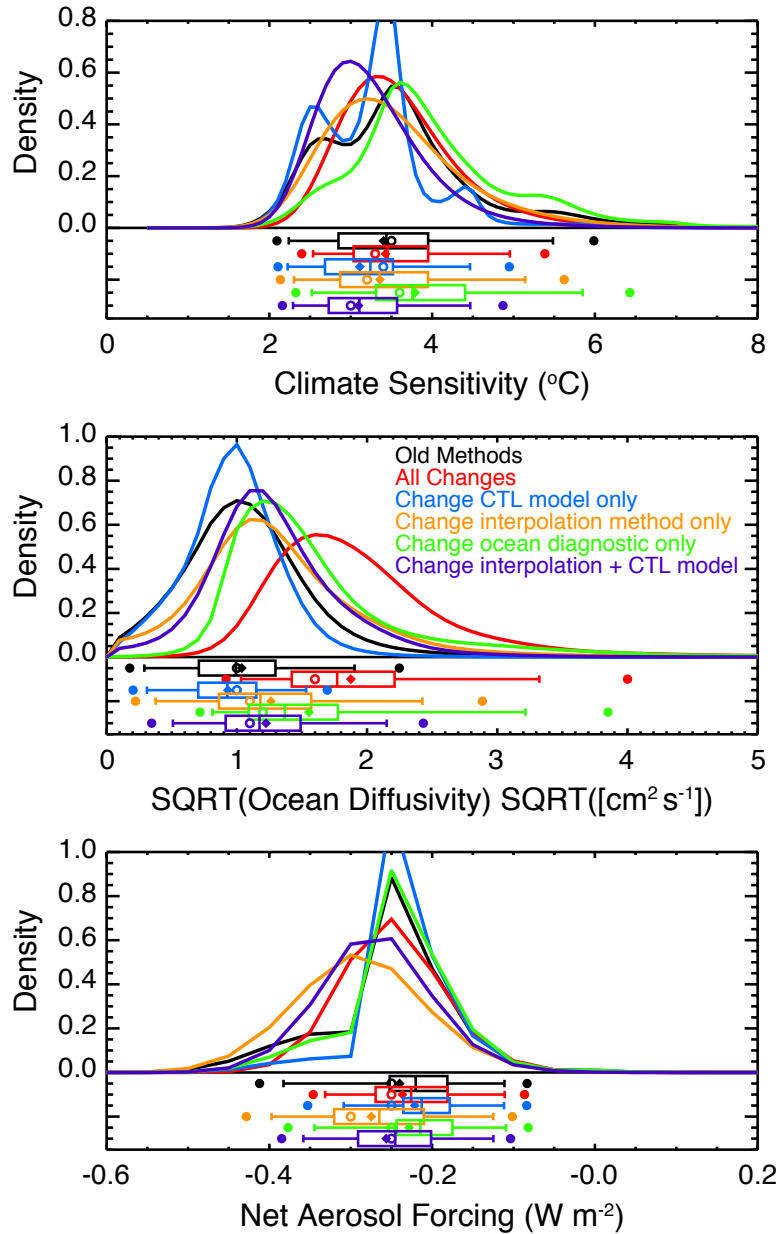 0.8
0.6
0.4
0.2
0.0
Density
0 2 4 6 8
Climate Sensitivity (°C)
1.0
0.8
0.6
0.4
0.2
0.0
Density
Old Methods
All Changes
Change CTL model only
Change interpolation method only
Change ocean diagnostic only
Change interpolation + CTL model
0 1 2 3 4 5
SQRT(Ocean Diffusivity) SQRT([cm² s⁻¹])
1.0
0.8
0.6
0.4
0.2
0.0
Density
-0.6 -0.4 -0.2 -0.0 0.2
Net Aerosol Forcing (W m⁻²)